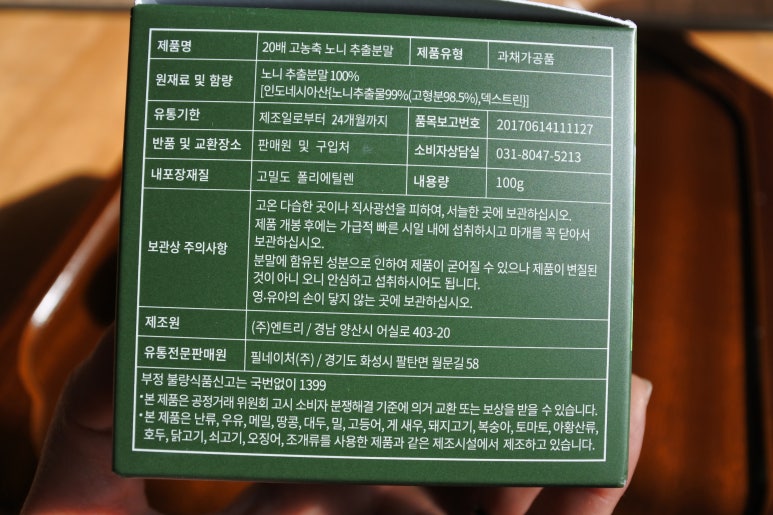 제품명 20배 고농축 노니 추출분말 제품유형 과채가공품
원재료 및 함량 노니 추출분말 100%
[인도네시아산{노니추출물99%(고형분98.5%),덱스트린}]
유통기한 제조일로부터 24개월까지 품목보고번호 20170614111127
반품 및 교환장소 판매원 및 구입처 소비자상담실 031-8047-5213
내포장재질 고밀도 폴리에틸렌 내용량 100g
보관상 주의사항
고온 다습한 곳이나 직사광선을 피하여, 서늘한 곳에 보관하십시오.
제품 개봉 후에는 가급적 빠른 시일 내에 섭취하시고 마개를 꼭 닫아서
보관하십시오.
분말에 함유된 성분으로 인하여 제품이 굳어질 수 있으나 제품이 변질된
것이 아니 오니 안심하고 섭취하시어도 됩니다.
영·유아의 손이 닿지 않는 곳에 보관하십시오.
제조원 (주)엔트리 / 경남 양산시 어실로 403-20
유통전문판매원 필네이처(주) / 경기도 화성시 팔탄면 월문길 58
부정 불량식품신고는 국번없이 1399
•본 제품은 공정거래 위원회 고시 소비자 분쟁해결 기준에 의거 교환 또는 보상을 받을 수 있습니다.
•본 제품은 난류, 우유, 메밀, 땅콩, 대두, 밀, 고등어, 게 새우, 돼지고기, 복숭아, 토마토, 아황산류,
호두, 닭고기, 쇠고기, 오징어, 조개류를 사용한 제품과 같은 제조시설에서 제조하고 있습니다.